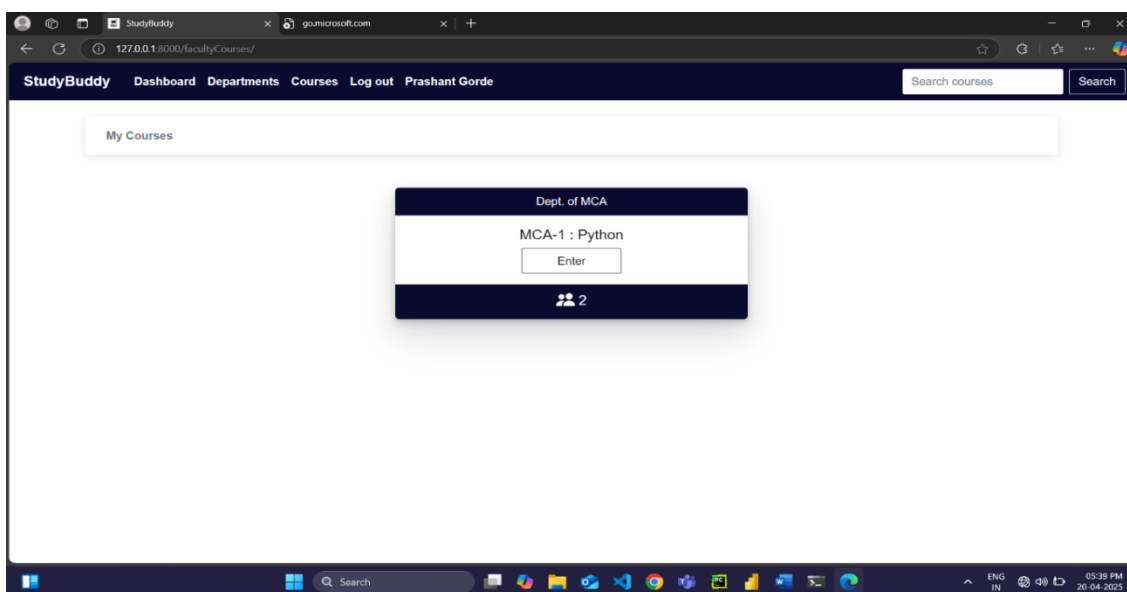 StudyBuddy
go.microsoft.com
127.0.0.1:8000/facultyCourses/
StudyBuddy Dashboard Departments Courses Log out Prashant Gorde Search courses Search
My Courses
Dept. of MCA
MCA-1 : Python
Enter
2
Search
ENG
IN
05:39 PM
20-04-2025